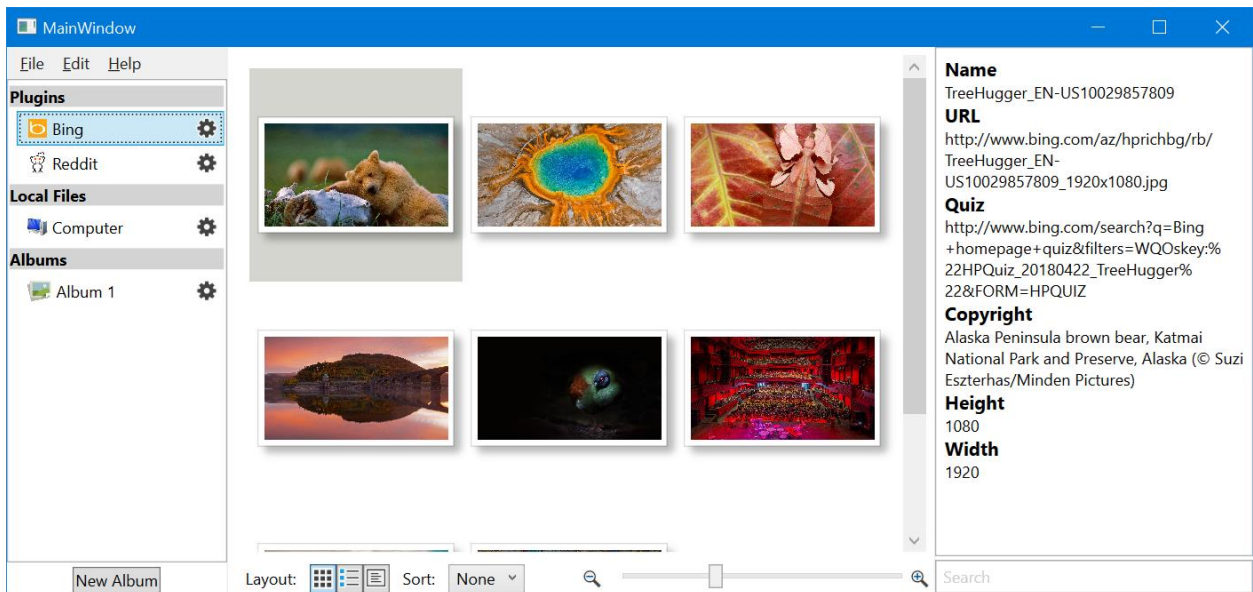 MainWindow
File Edit Help
Plugins
Bing
Reddit
Local Files
Computer
Albums
Album 1
New Album
Layout: Sort: None
Name
TreeHugger_EN-US10029857809
URL
http://www.bing.com/az/hprichbg/rb/
TreeHugger_EN-
US10029857809_1920x1080.jpg
Quiz
http://www.bing.com/search?q=Bing
+homepage+quiz&filters=WQOskey:%
22HPQuiz_20180422_TreeHugger%
22&FORM=HPQUIZ
Copyright
Alaska Peninsula brown bear, Katmai
National Park and Preserve, Alaska (© Suzi
Eszterhas/Minden Pictures)
Height
1080
Width
1920
Search